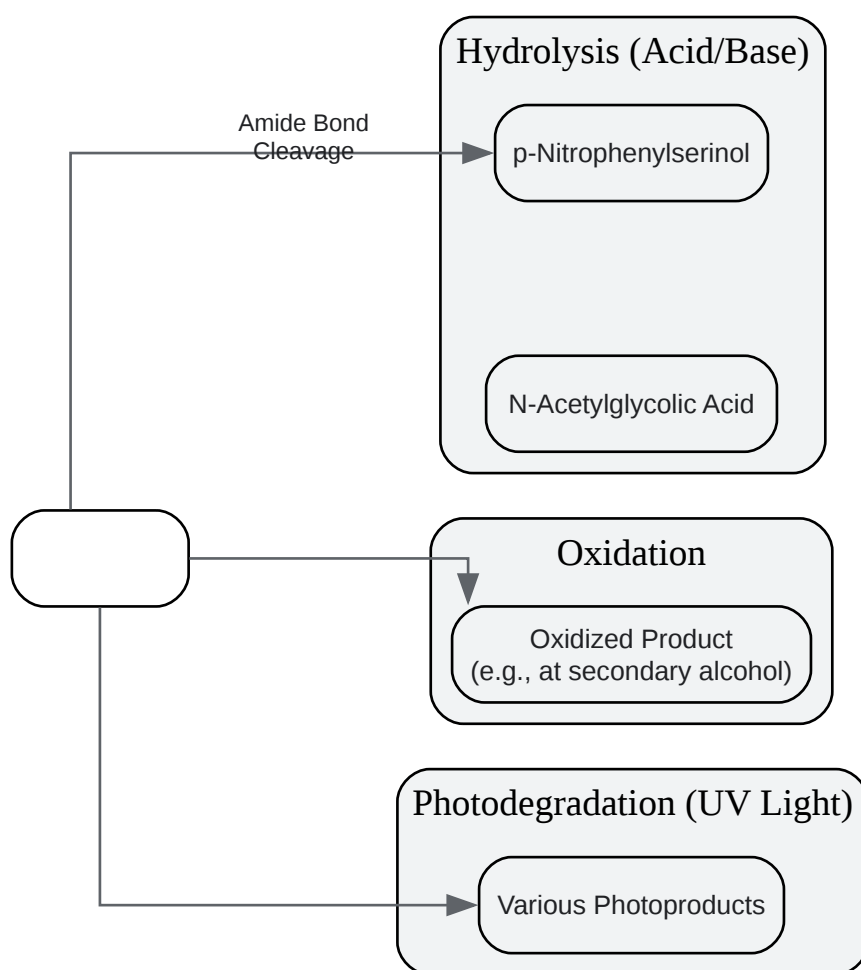 Hydrolysis (Acid/Base)
Amide Bond
Cleavage
p-Nitrophenylserinol
N-Acetylglycolic Acid
Oxidation
Oxidized Product
(e.g., at secondary alcohol)
Photodegradation (UV Light)
Various Photoproducts